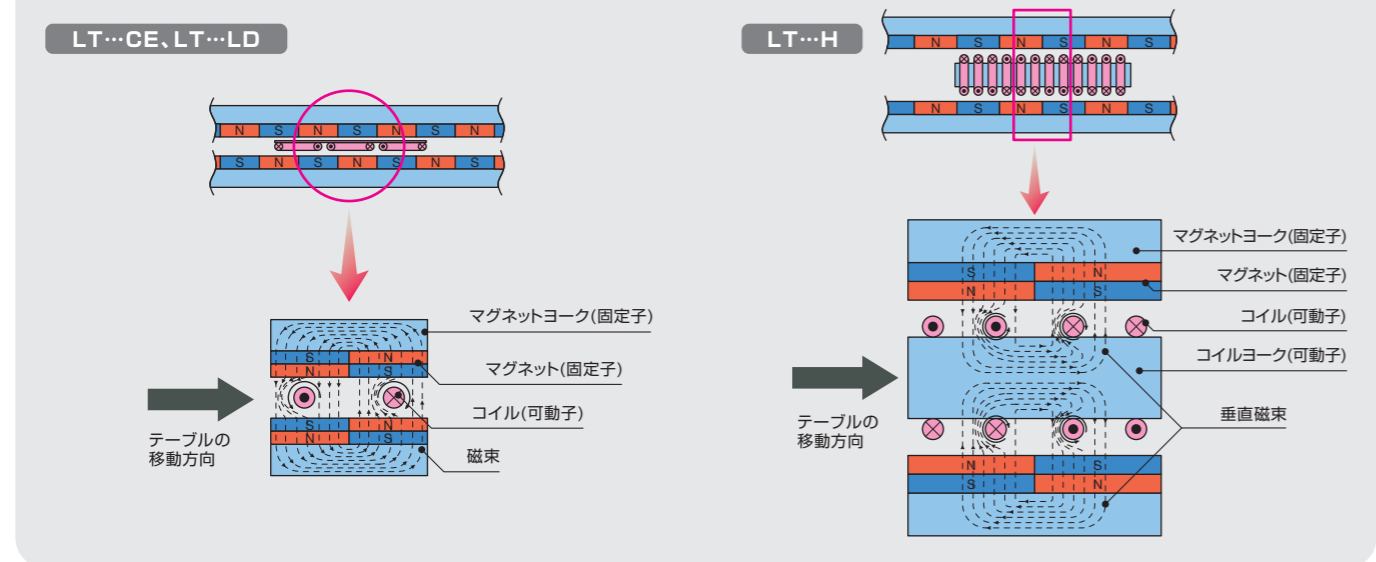 LT…CE、LT…LD
N S N S N S N
S N S N S N S
マグネットヨーク(固定子)
S N
N S
マグネット(固定子)
コイル(可動子)
S N
N S
磁束
テーブルの
移動方向
LT…H
N S N S N S
N S N S N S
マグネットヨーク(固定子)
S N
マグネット(固定子)
N S
コイル(可動子)
コイルヨーク(可動子)
垂直磁束
テーブルの
移動方向
N S
S N